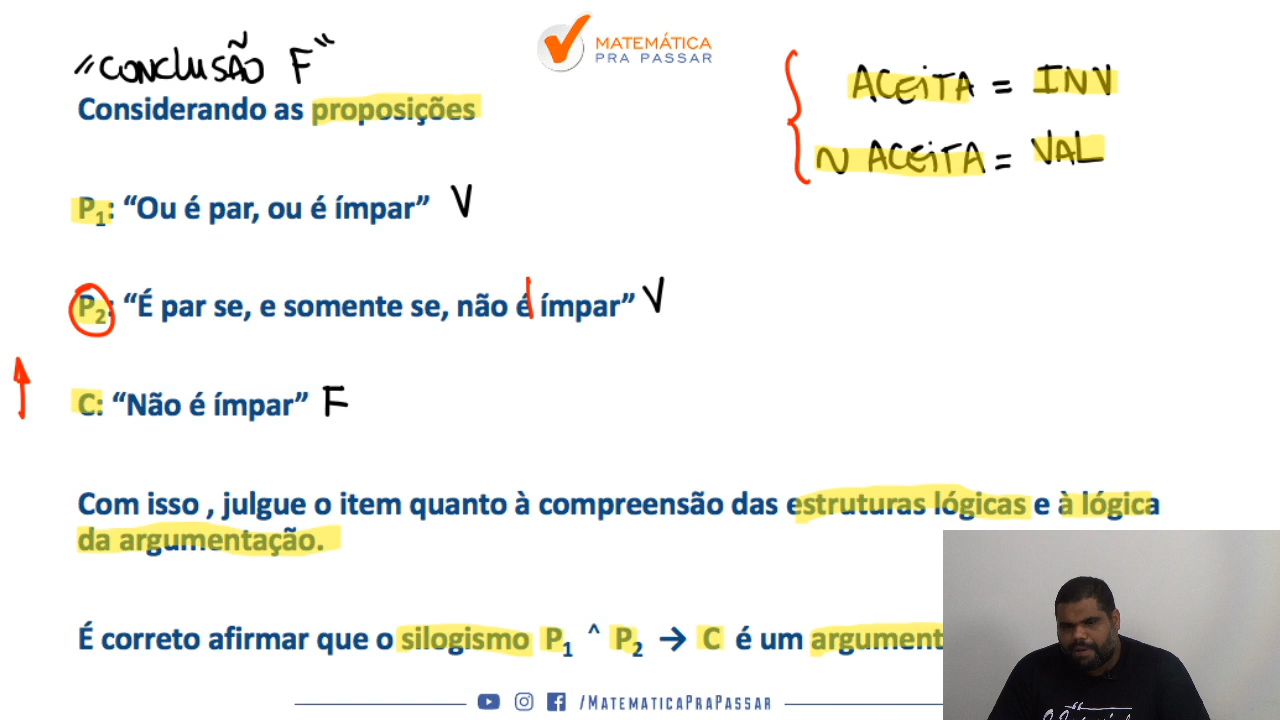 "CONCLUSÃO F"
MATEMÁTICA
PRA PASSAR
ACEITA = INV
N ACEITA = VAL
Considerando as proposições
P₁: “Ou é par, ou é ímpar” V
P₂: “É par se, e somente se, não é ímpar” V
C: “Não é ímpar” F
Com isso , julgue o item quanto à compreensão das estruturas lógicas e à lógica
da argumentação.
É correto afirmar que o silogismo P₁ ^ P₂ → C é um argument
/MATEMATICAPRAPASSAR